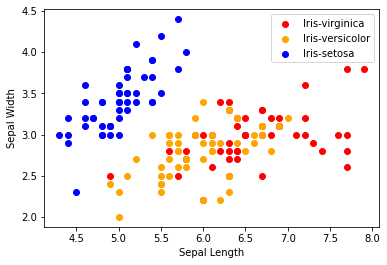 Iris-virginica
Iris-versicolor
Iris-setosa
4.5
4.0
3.5
3.0
2.5
2.0
Sepal Width
4.5 5.0 5.5 6.0 6.5 7.0 7.5 8.0
Sepal Length